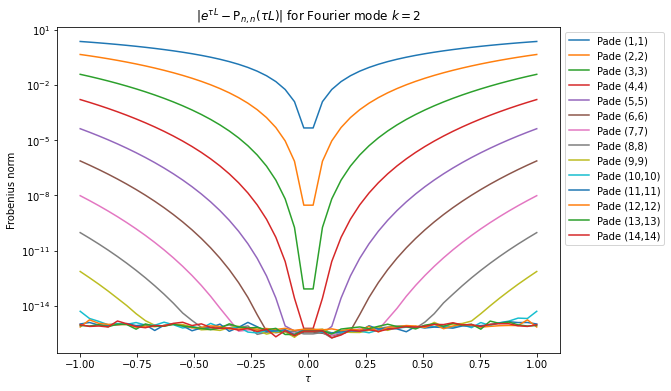 |e^{τL} − P_{n,n}(τL)| for Fourier mode k = 2
Frobenius norm
10^1
10^{−2}
10^{−5}
10^{−8}
10^{−11}
10^{−14}
−1.00 −0.75 −0.50 −0.25 0.00 0.25 0.50 0.75 1.00
τ
Pade (1,1)
Pade (2,2)
Pade (3,3)
Pade (4,4)
Pade (5,5)
Pade (6,6)
Pade (7,7)
Pade (8,8)
Pade (9,9)
Pade (10,10)
Pade (11,11)
Pade (12,12)
Pade (13,13)
Pade (14,14)